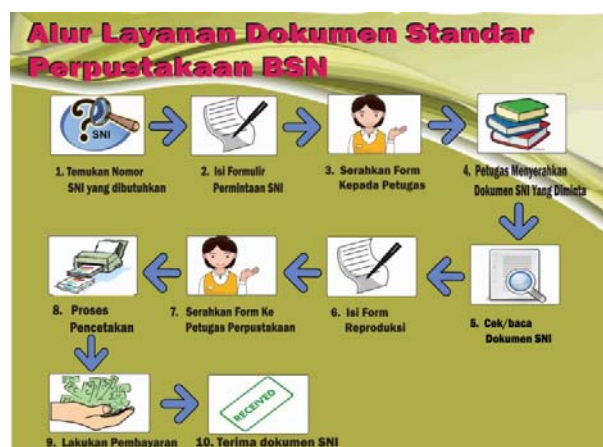 Alur Layanan Dokumen Standar
Perpustakaan BSN
SNI
1. Temukan Nomor
SNI yang dibutuhkan
2. Isi Formulir
Permintaan SNI
3. Serahkan Form
Kepada Petugas
4. Petugas Menyerahkan
Dokumen SNI Yang Diminta
5. Cek/baca
Dokumen SNI
6. Isi Form
Reproduksi
7. Serahkan Form Ke
Petugas Perpustakaan
8. Proses
Pencetakan
9. Lakukan Pembayaran
RECEIVED
10. Terima dokumen SNI